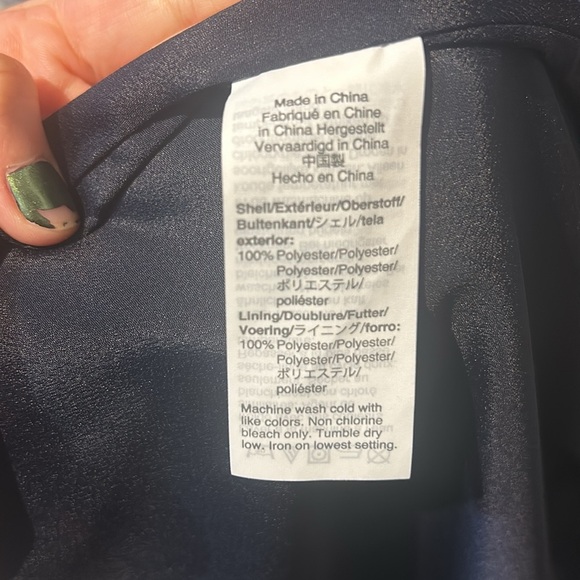 Made in China
Fabriqué en Chine
in China Hergestellt
Vervaardigd in China
中国製
Hecho en China
Shell/Extérieur/Oberstoff/
Buitenkant/シェル/tela
exterior:
100% Polyester/Polyester/
Polyester/Polyester/
ポリエステル/
poliéster
Lining/Doublure/Futter/
Voering/ライニング/forro:
100% Polyester/Polyester/
Polyester/Polyester/
ポリエステル/
poliéster
Machine wash cold with
like colors. Non chlorine
bleach only. Tumble dry
low. Iron on lowest setting.